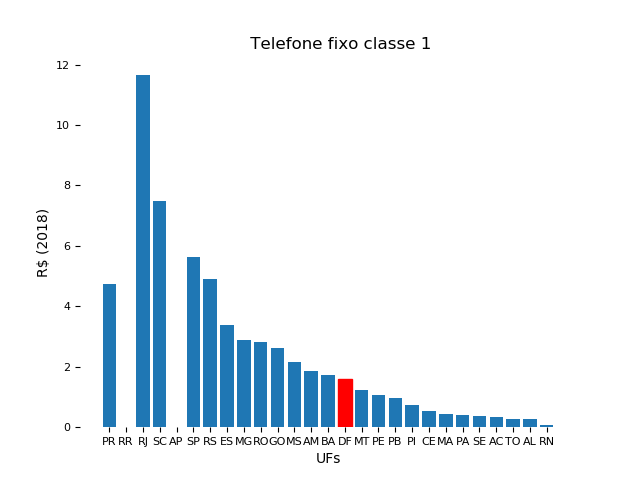 Telefone fixo classe 1
R$ (2018)
12
10
8
6
4
2
0
PR RR RJ SC AP SP RS ES MG RO GO MS AM BA DF MT PE PB PI CE MA PA SE AC TO AL RN
UFs